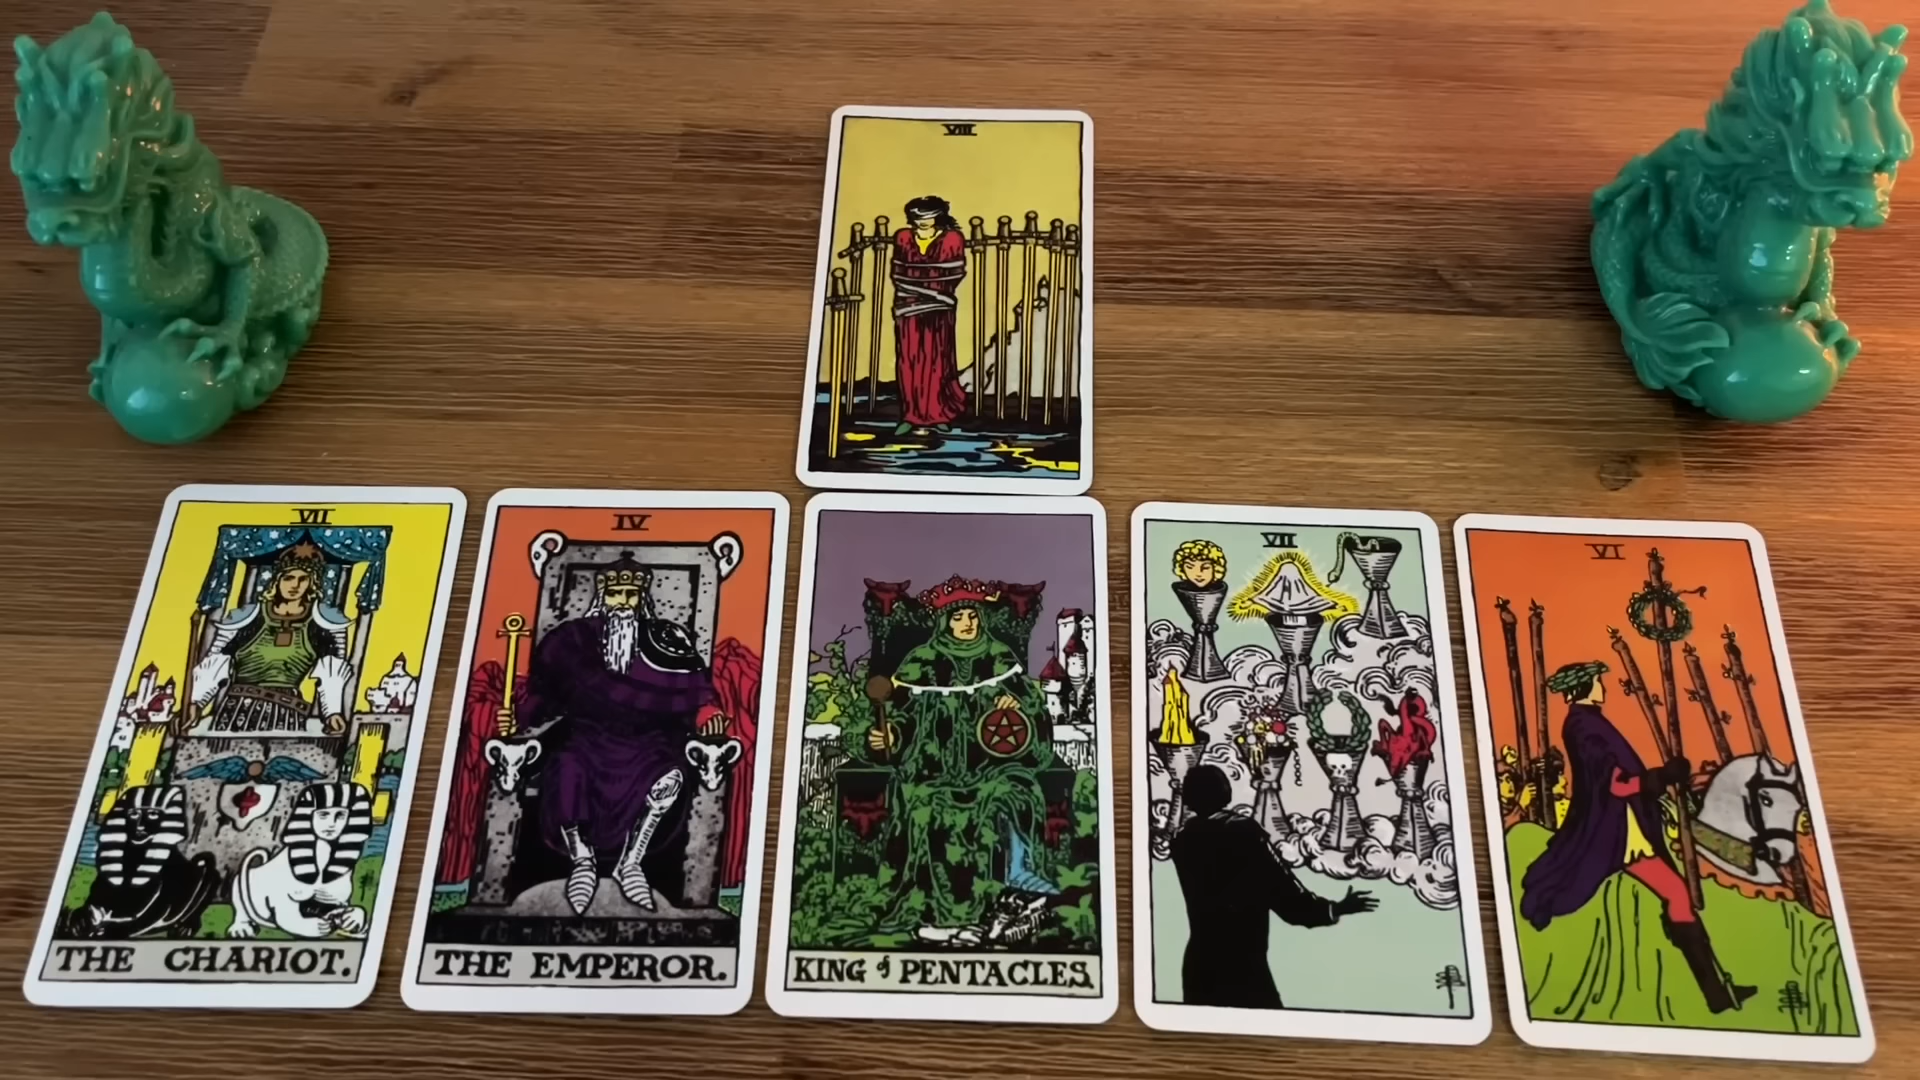 VIII
VII
THE CHARIOT.
IV
THE EMPEROR.
KING of PENTACLES.
VII
VI